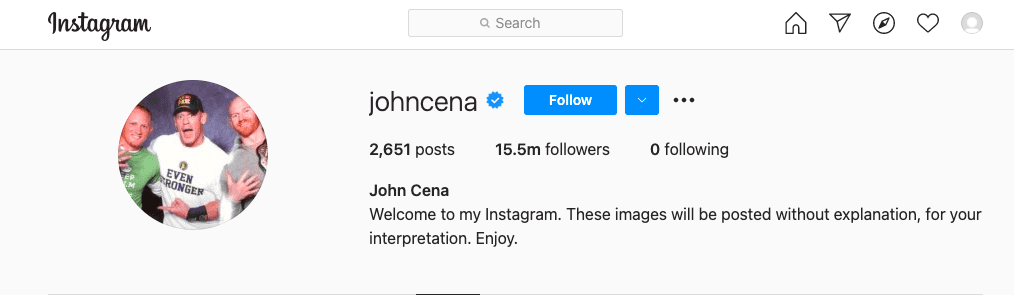 Instagram
Search
johncena
Follow
2,651 posts 15.5m followers 0 following
John Cena
Welcome to my Instagram. These images will be posted without explanation, for your
interpretation. Enjoy.
EVEN
STRONGER